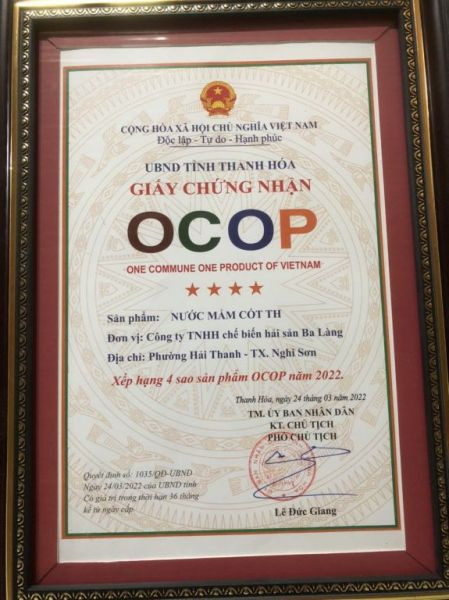 CỘNG HÒA XÃ HỘI CHỦ NGHĨA VIỆT NAM
Độc lập - Tự do - Hạnh phúc
UBND TỈNH THANH HÓA
GIẤY CHỨNG NHẬN
OCOP
ONE COMMUNE ONE PRODUCT OF VIETNAM
Sản phẩm: NƯỚC MẮM CỐT TH
Đơn vị: Công ty TNHH chế biến hải sản Ba Làng
Địa chỉ: Phường Hải Thanh - TX. Nghi Sơn
Xếp hạng 4 sao sản phẩm OCOP năm 2022.
Thanh Hóa, ngày 24 tháng 03 năm 2022
TM. ỦY BAN NHÂN DÂN
KT. CHỦ TỊCH
PHÓ CHỦ TỊCH
Quyết định số: 1035/QĐ-UBND
Ngày 24/03/2022 của UBND tỉnh
Có giá trị trong thời hạn 36 tháng
kể từ ngày cấp.
Lê Đức Giang